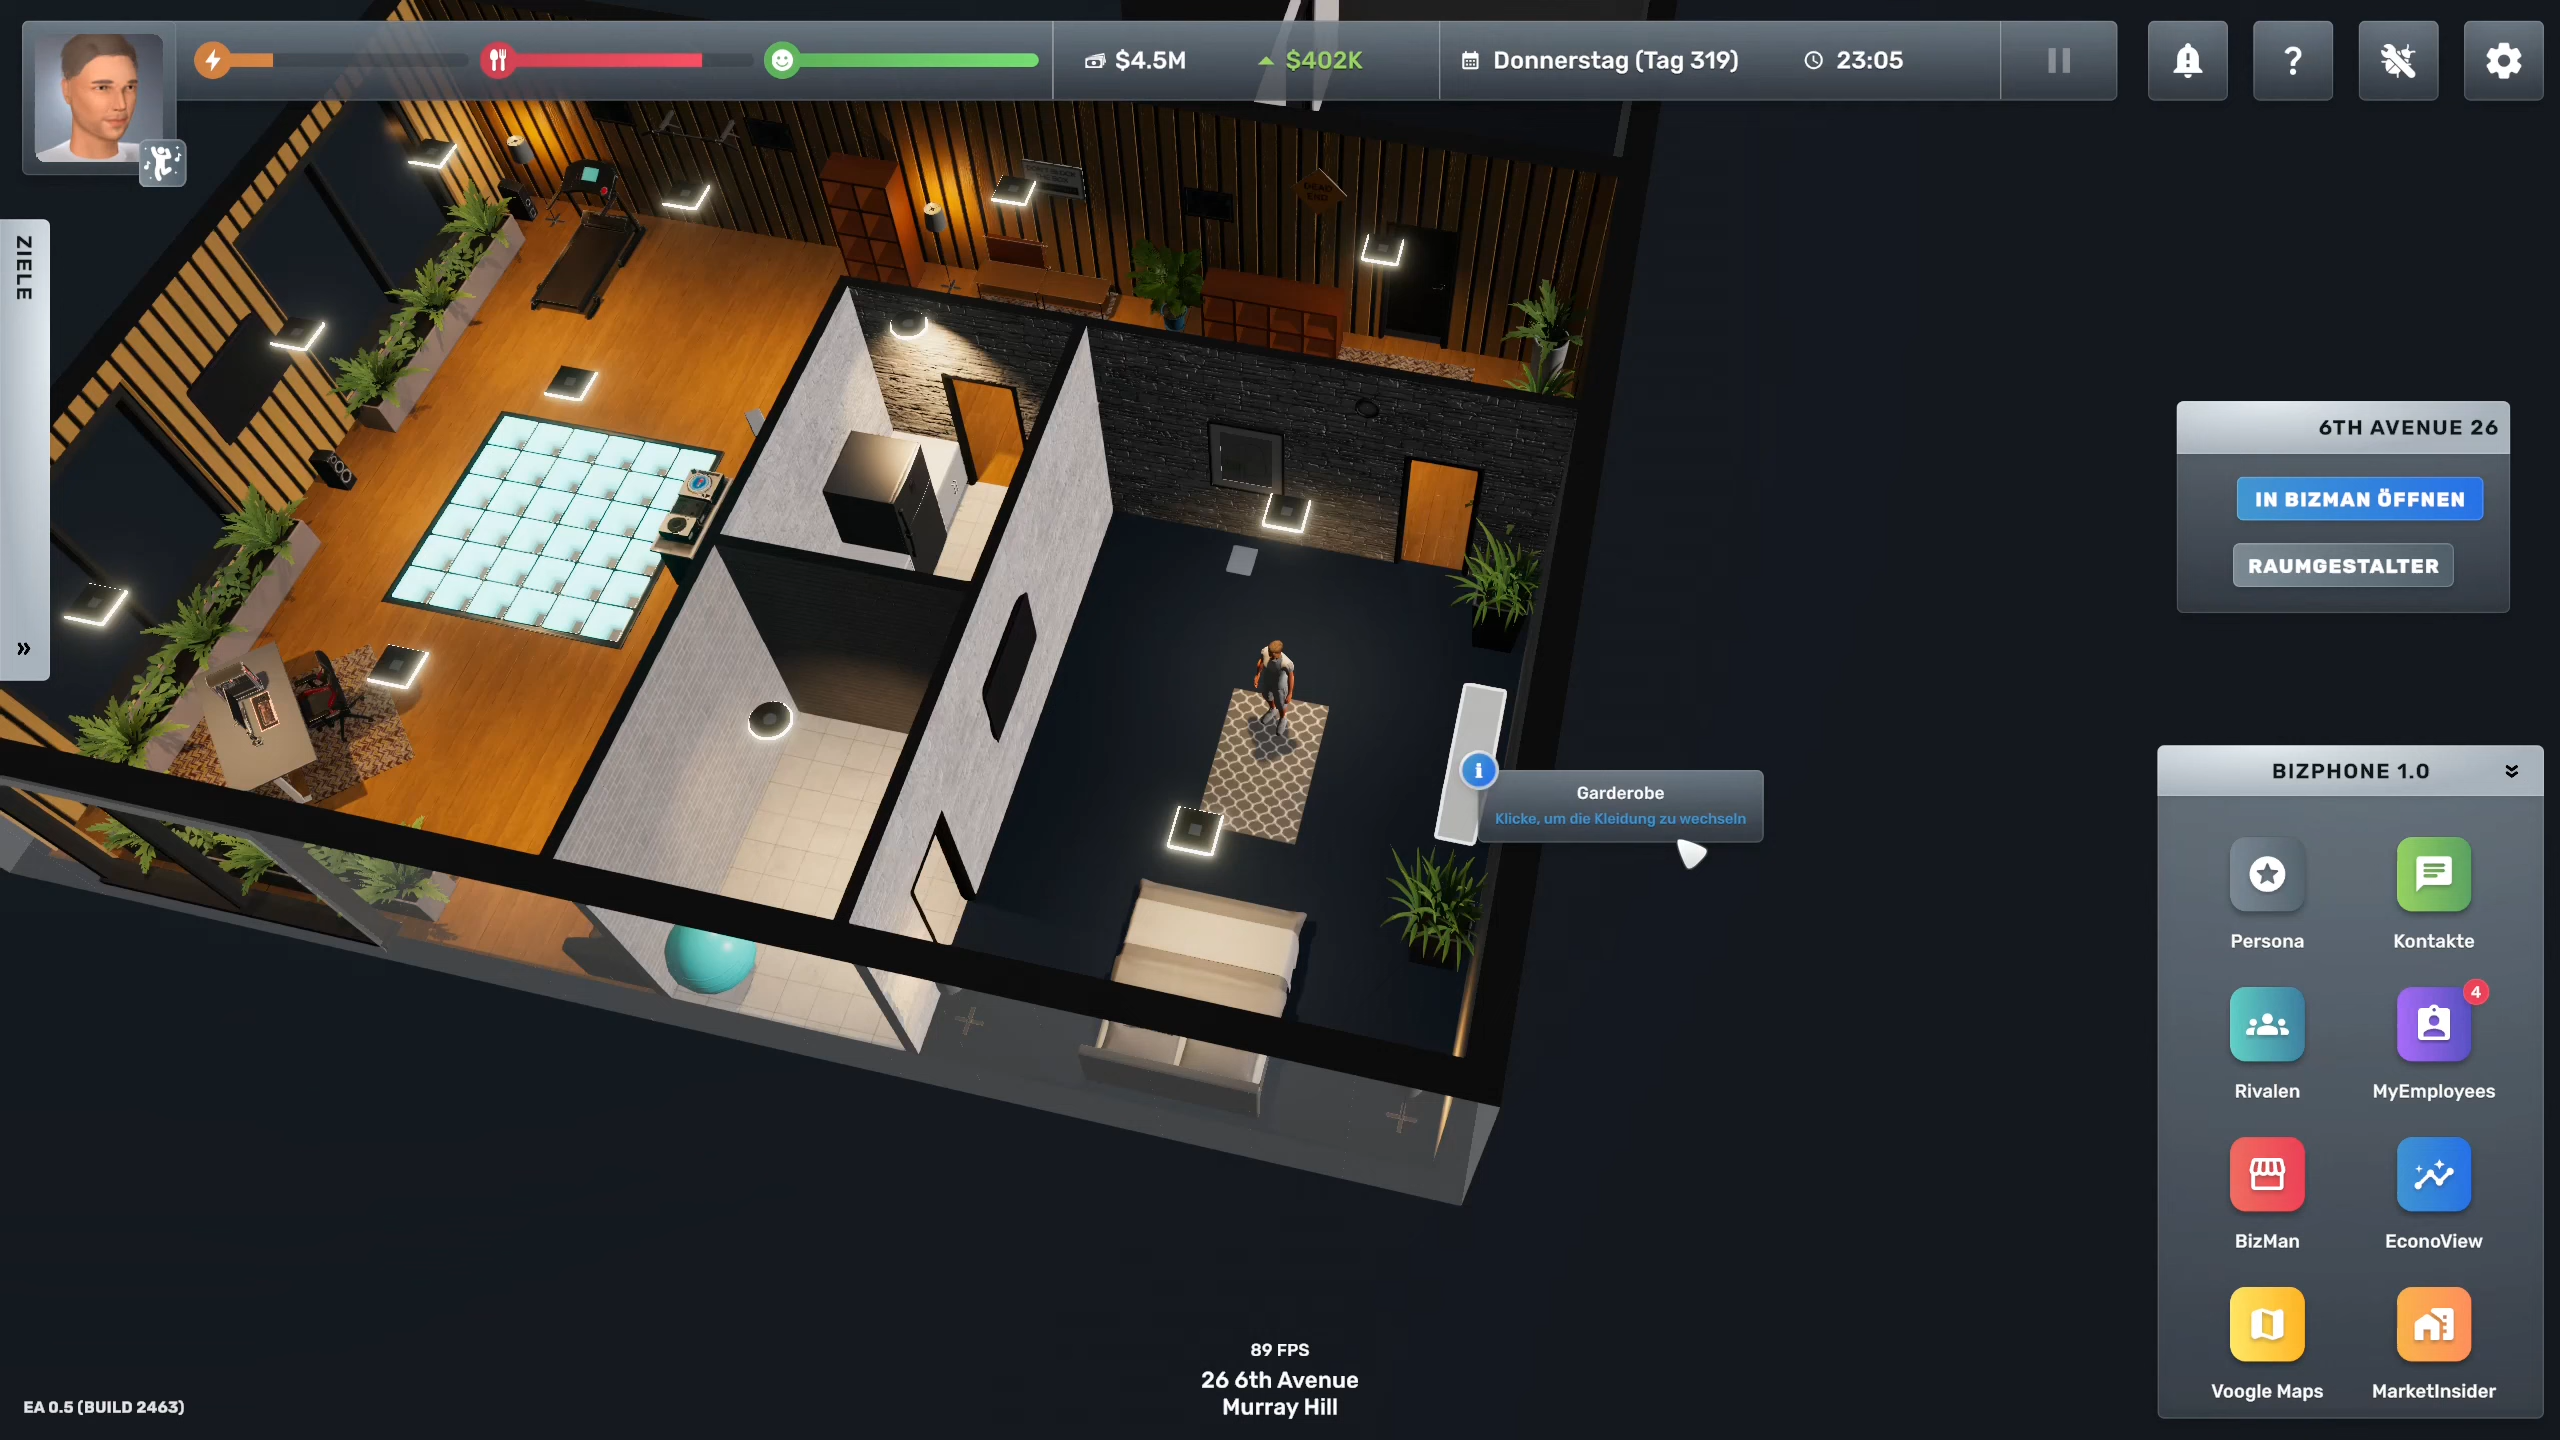 $4.5M
$402K
Donnerstag (Tag 319)
23:05
ZIELE
DEAD
END
6TH AVENUE 26
IN BIZMAN ÖFFNEN
RAUMGESTALTER
Garderobe
Klicke, um die Kleidung zu wechseln
BIZPHONE 1.0
Persona
Kontakte
4
Rivalen
MyEmployees
BizMan
EconoView
Voogle Maps
MarketInsider
89 FPS
26 6th Avenue
Murray Hill
EA 0.5 (BUILD 2463)